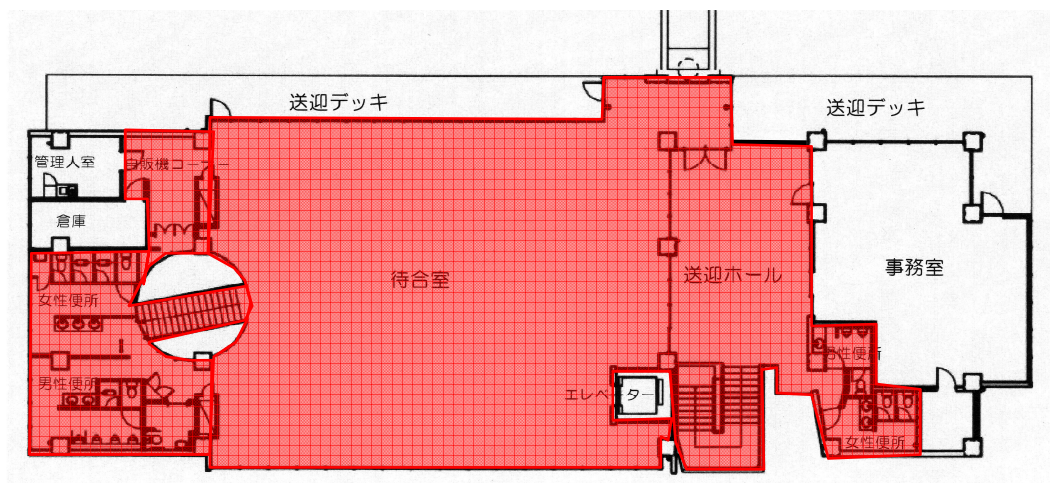 送迎デッキ
送迎デッキ
管理人室
自販機コーナー
倉庫
事務室
待合室
送迎ホール
女性便所
男性便所
男性便所
エレベーター
女性便所